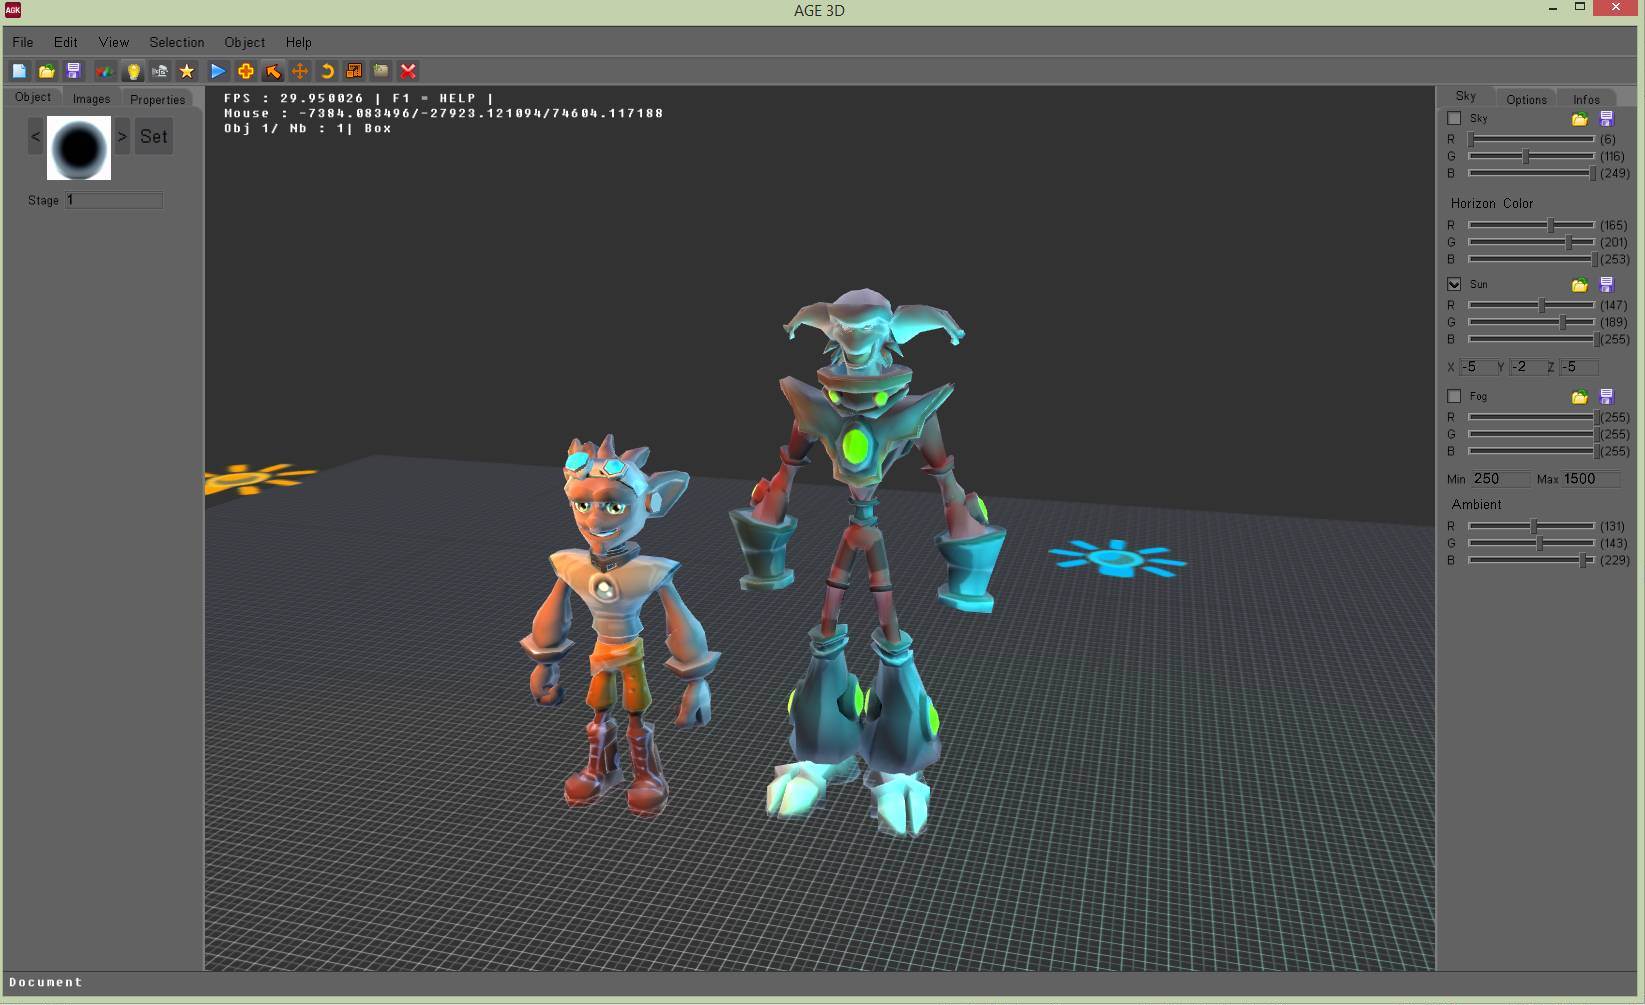 AGK
AGE 3D
File Edit View Selection Object Help
Object Images Properties
< > Set
Stage 1
FPS : 29.950026 | F1 = HELP |
Mouse : -7384.083496/-27923.121094/74604.117188
Obj 1/ Nb : 1| Box
Sky Options Infos
Sky
R (6)
G (116)
B (249)
Horizon Color
R (165)
G (201)
B (253)
Sun
R (147)
G (189)
B (255)
X -5 Y -2 Z -5
Fog
R (255)
G (255)
B (255)
Min 250 Max 1500
Ambient
R (131)
G (143)
B (229)
Document